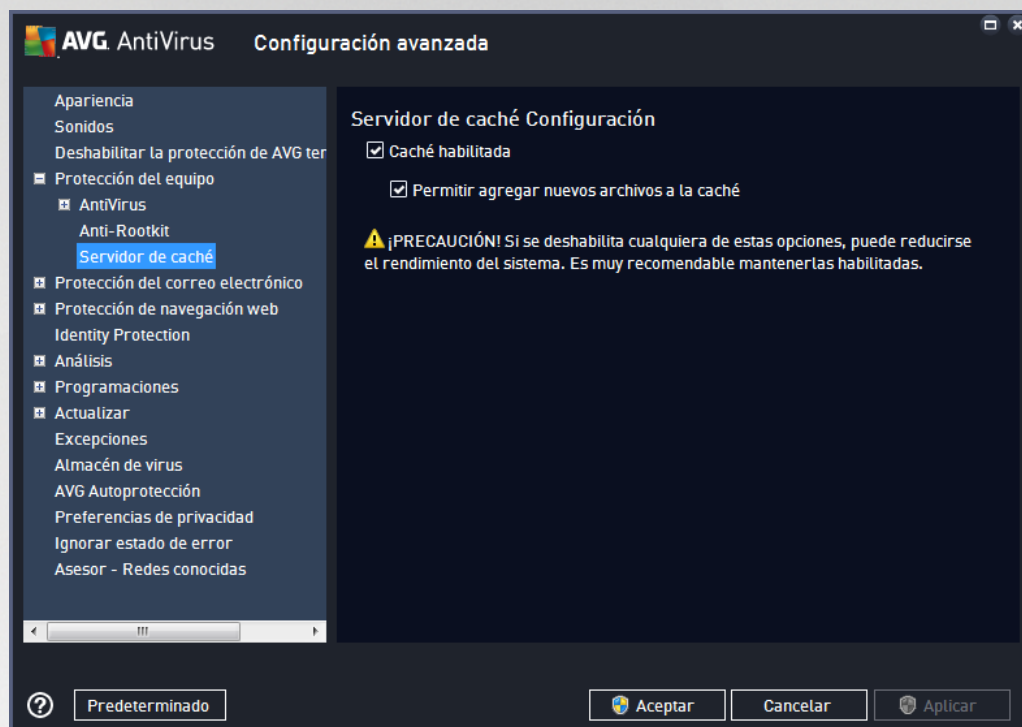 AVG. AntiVirus
Configuración avanzada
Apariencia
Sonidos
Deshabilitar la protección de AVG ter
Protección del equipo
AntiVirus
Anti-Rootkit
Servidor de caché
Protección del correo electrónico
Protección de navegación web
Identity Protection
Análisis
Programaciones
Actualizar
Excepciones
Almacén de virus
AVG Autoprotección
Preferencias de privacidad
Ignorar estado de error
Asesor - Redes conocidas
Servidor de caché Configuración
Caché habilitada
Permitir agregar nuevos archivos a la caché
¡PRECAUCIÓN! Si se deshabilita cualquiera de estas opciones, puede reducirse
el rendimiento del sistema. Es muy recomendable mantenerlas habilitadas.
Predeterminado
Aceptar
Cancelar
Aplicar